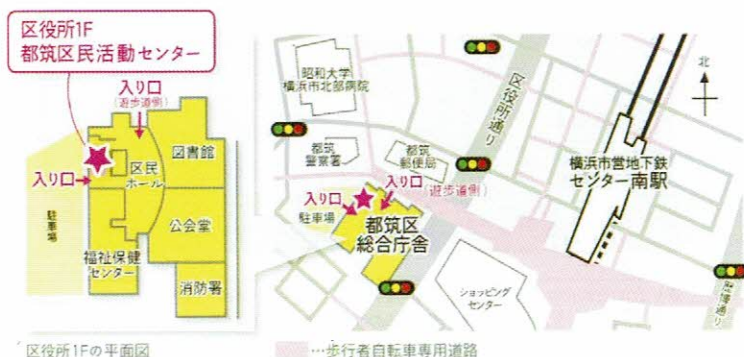 区役所1F
都筑区民活動センター
入り口
(遊歩道側)
図書館
区民
ホール
入り口
駐車場
公会堂
福祉保健
センター
消防署
区役所1Fの平面図
昭和大学
横浜市北部病院
区役所通り
北
都筑
警察署
都筑
郵便局
横浜市営地下鉄
センター南駅
入り口
入り口
(遊歩道側)
駐車場
都筑区
総合庁舎
ショッピング
センター
歴博通り
…歩行者自転車専用道路